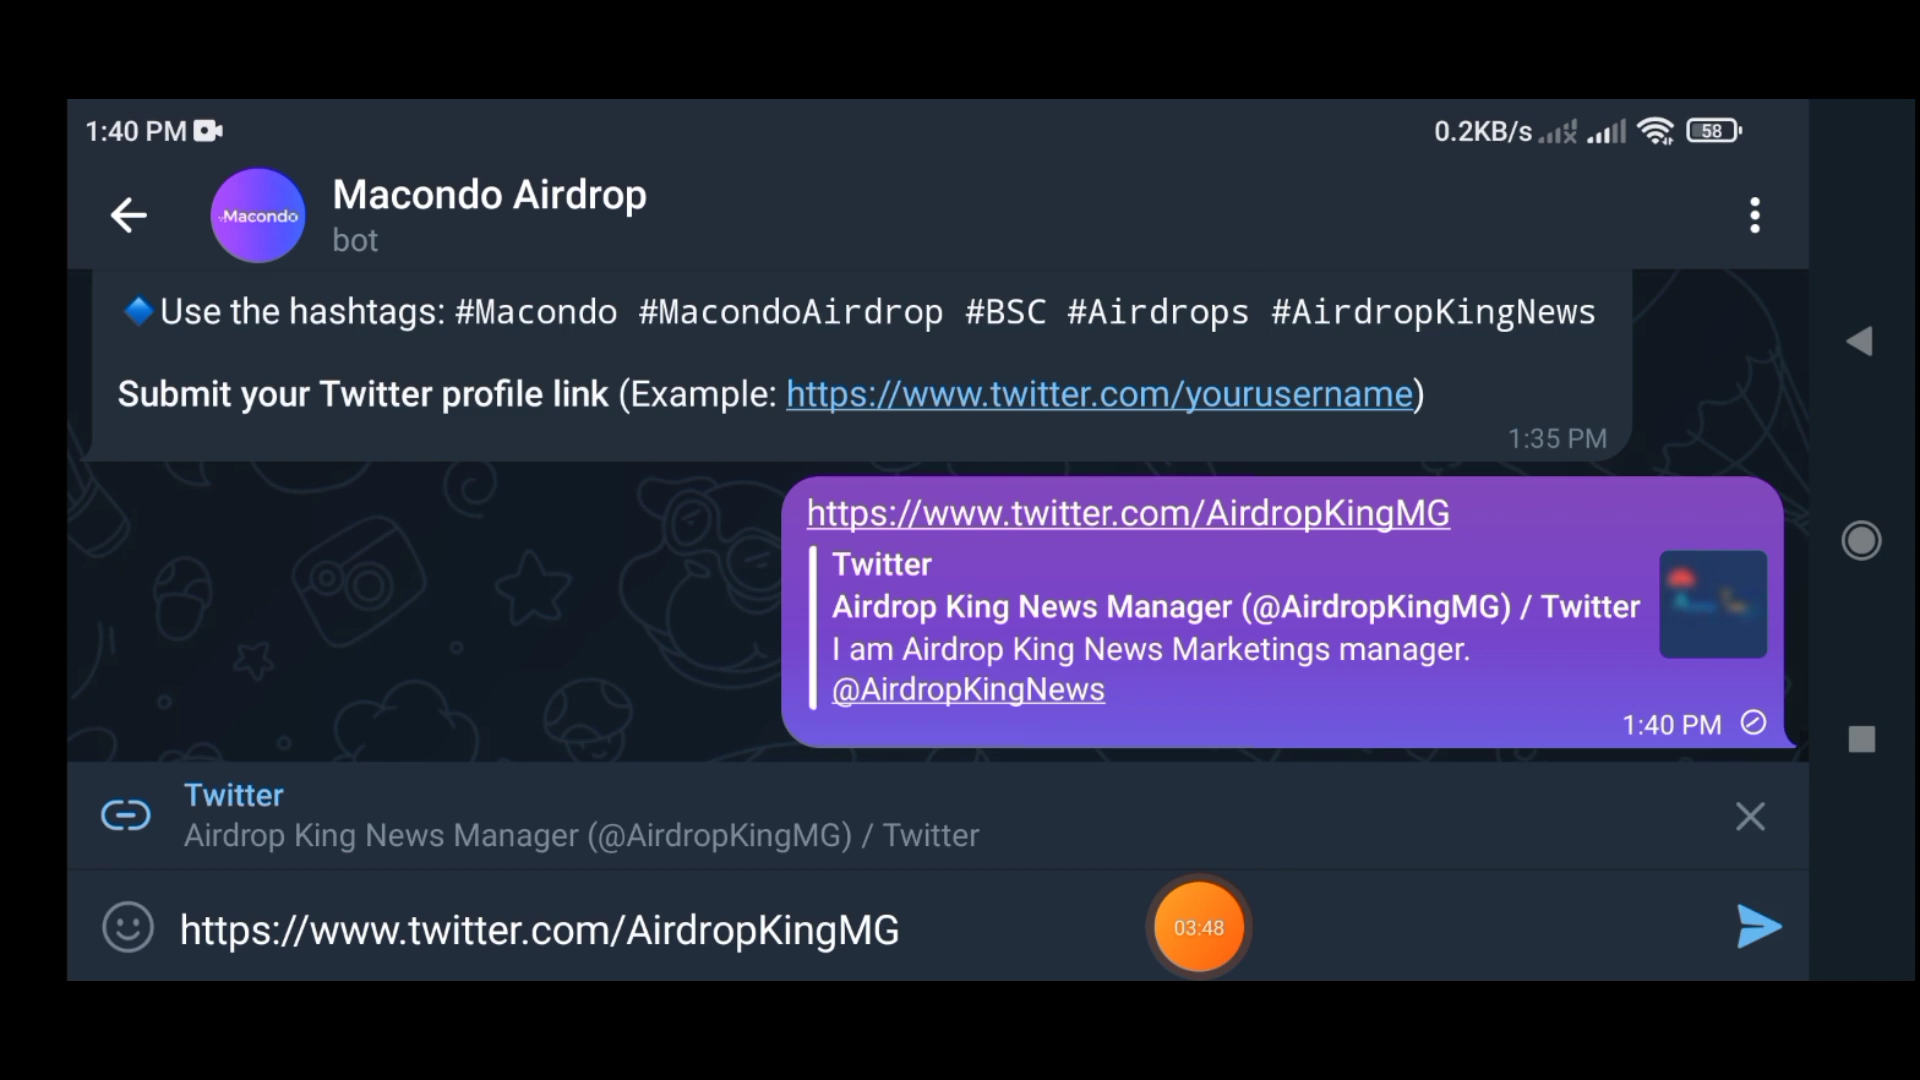 1:40 PM
0.2KB/s
58
Macondo
Macondo Airdrop
bot
Use the hashtags: #Macondo #MacondoAirdrop #BSC #Airdrops #AirdropKingNews
Submit your Twitter profile link (Example: https://www.twitter.com/yourusername)
1:35 PM
https://www.twitter.com/AirdropKingMG
Twitter
Airdrop King News Manager (@AirdropKingMG) / Twitter
I am Airdrop King News Marketings manager.
@AirdropKingNews
1:40 PM
Twitter
Airdrop King News Manager (@AirdropKingMG) / Twitter
https://www.twitter.com/AirdropKingMG
03:48